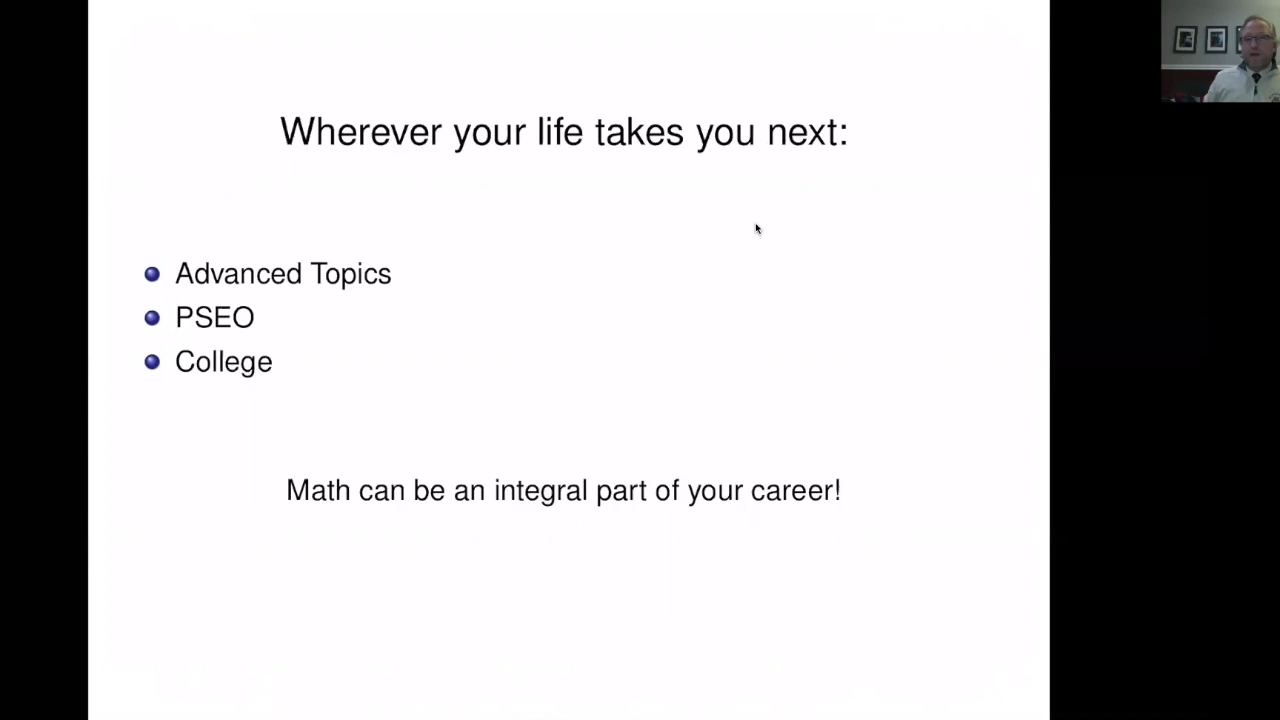 Wherever your life takes you next:
Advanced Topics
PSEO
College
Math can be an integral part of your career!